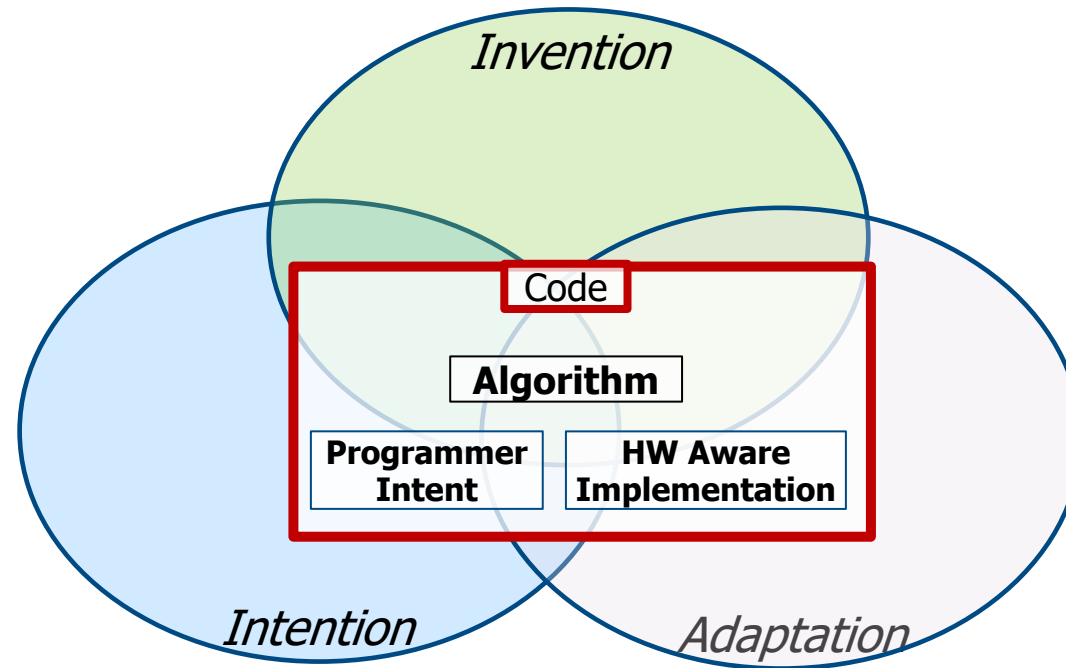 Invention
Code
Algorithm
Programmer
Intent
HW Aware
Implementation
Intention
Adaptation